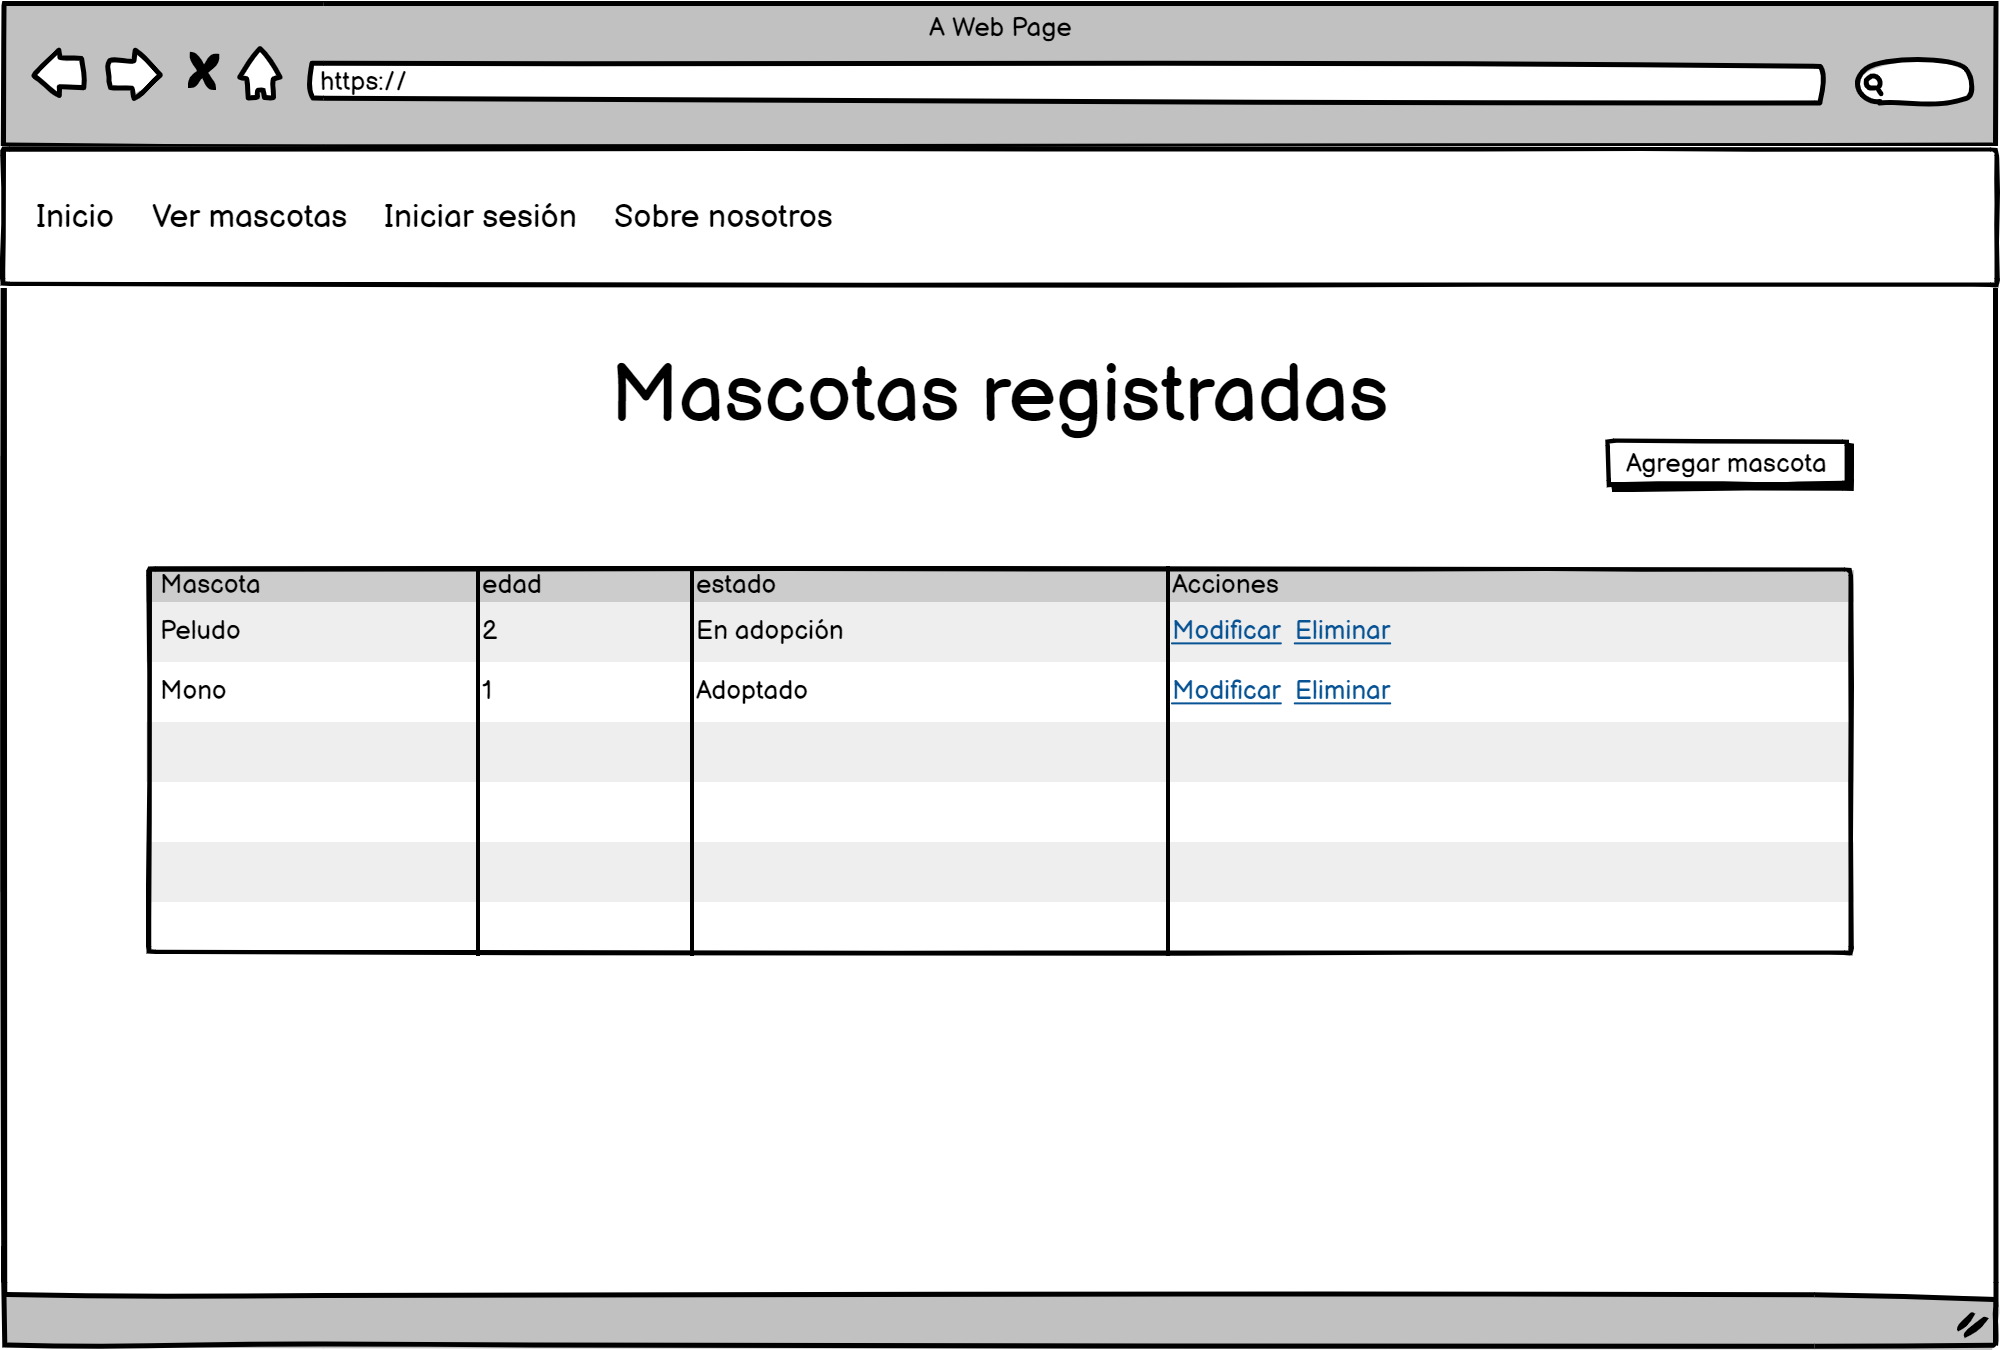 A Web Page
https://
Inicio Ver mascotas Iniciar sesión Sobre nosotros
Mascotas registradas
Agregar mascota
Mascota edad estado Acciones
Peludo 2 En adopción Modificar Eliminar
Mono 1 Adoptado Modificar Eliminar